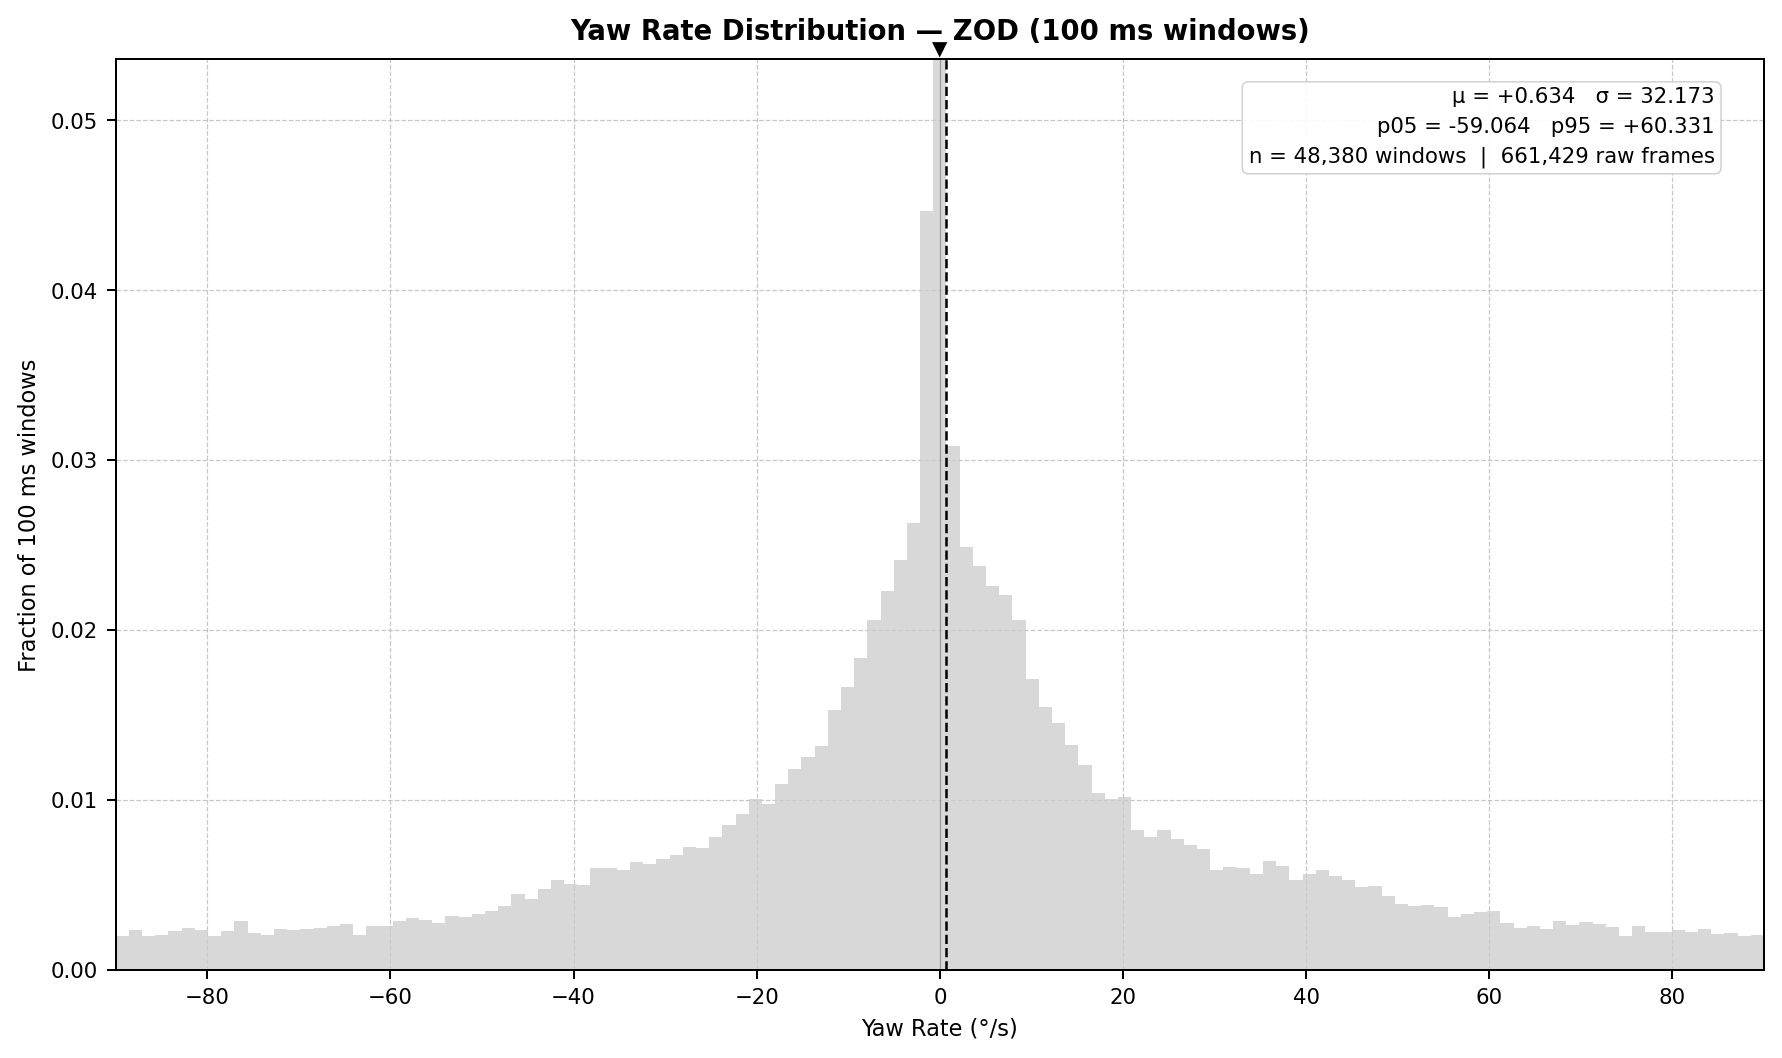 Yaw Rate Distribution — ZOD (100 ms windows)
μ = +0.634   σ = 32.173
p05 = -59.064   p95 = +60.331
n = 48,380 windows  |  661,429 raw frames
Fraction of 100 ms windows
0.05
0.04
0.03
0.02
0.01
0.00
−80
−60
−40
−20
0
20
40
60
80
Yaw Rate (°/s)